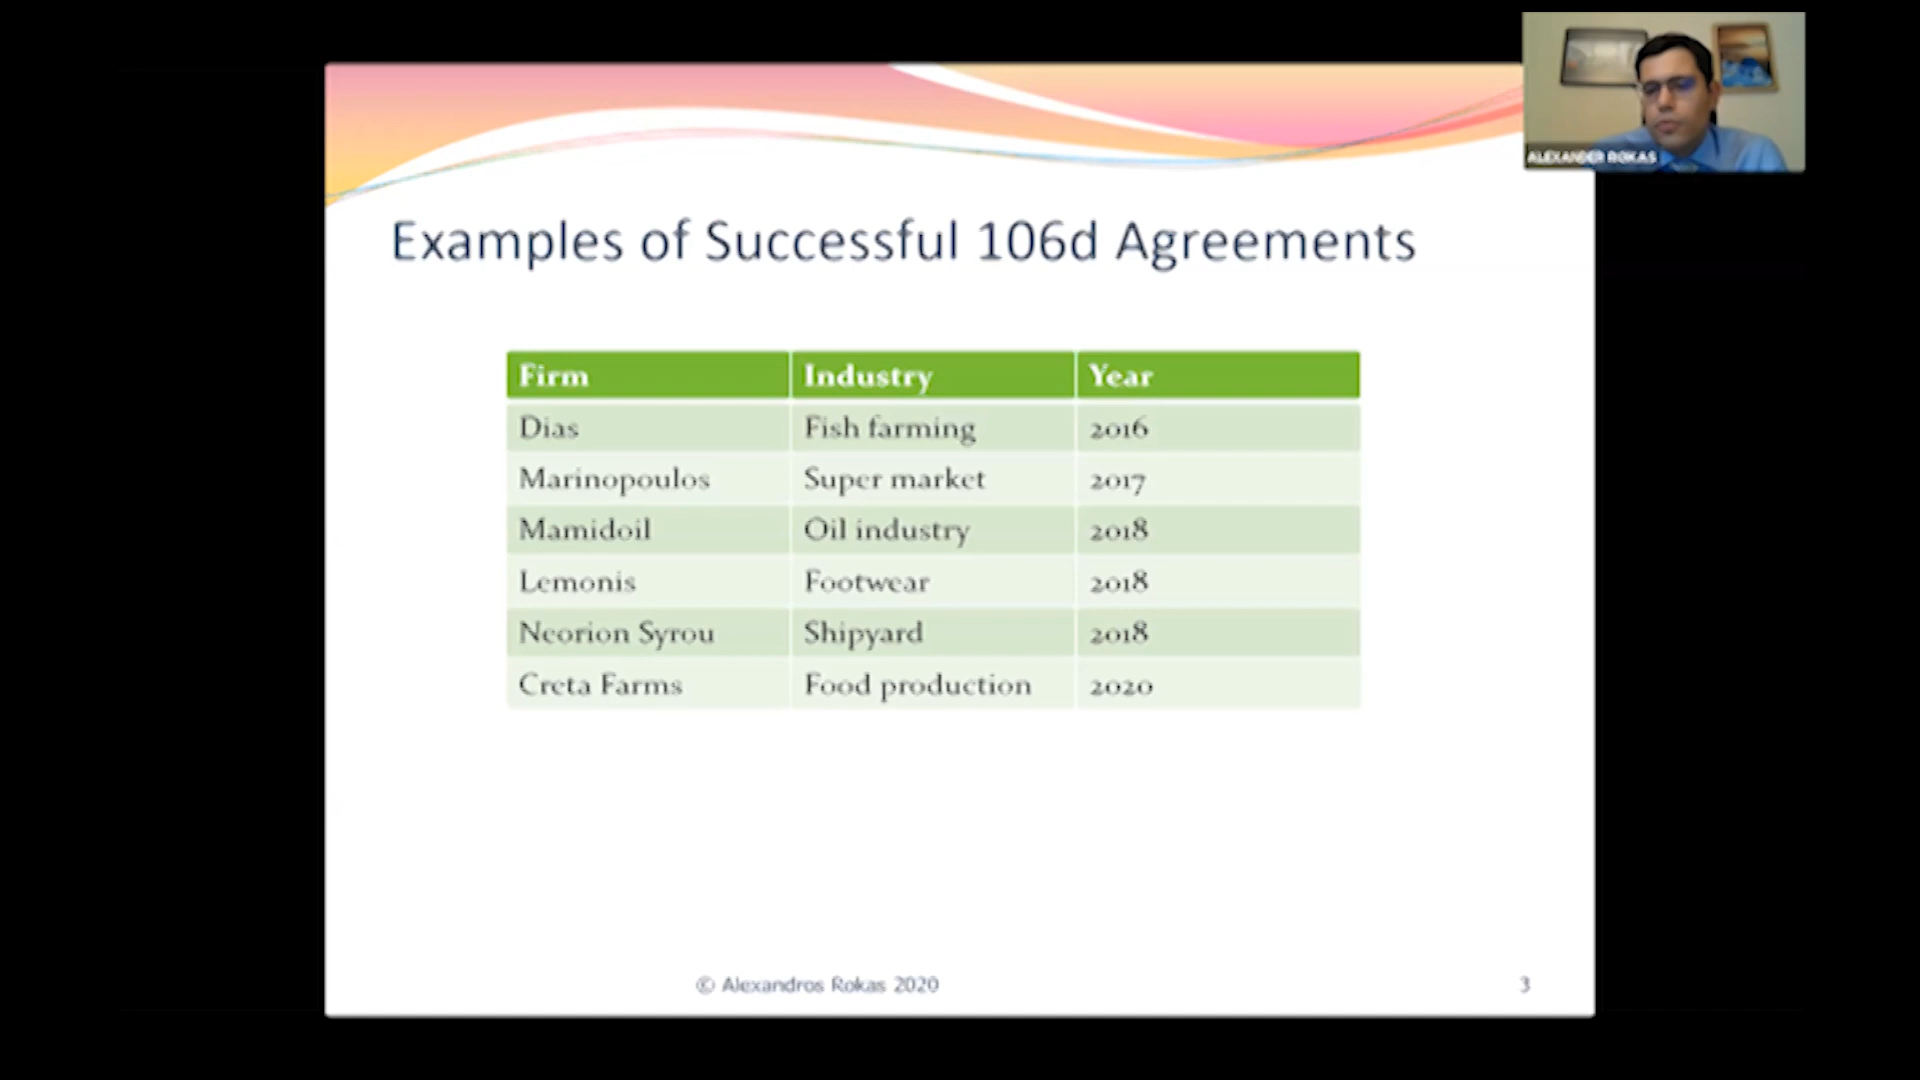 ALEXANDER ROKAS
Examples of Successful 106d Agreements
Firm Industry Year
Dias Fish farming 2016
Marinopoulos Super market 2017
Mamidoil Oil industry 2018
Lemonis Footwear 2018
Neorion Syrou Shipyard 2018
Creta Farms Food production 2020
© Alexandros Rokas 2020 3